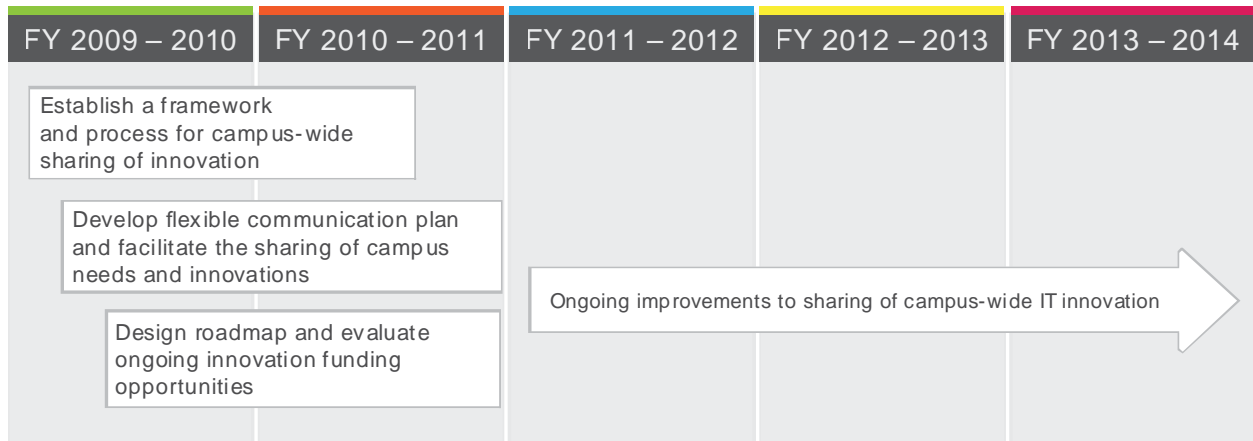 FY 2009 – 2010
FY 2010 – 2011
FY 2011 – 2012
FY 2012 – 2013
FY 2013 – 2014
Establish a framework
and process for campus-wide
sharing of innovation
Develop flexible communication plan
and facilitate the sharing of campus
needs and innovations
Design roadmap and evaluate
ongoing innovation funding
opportunities
Ongoing improvements to sharing of campus-wide IT innovation